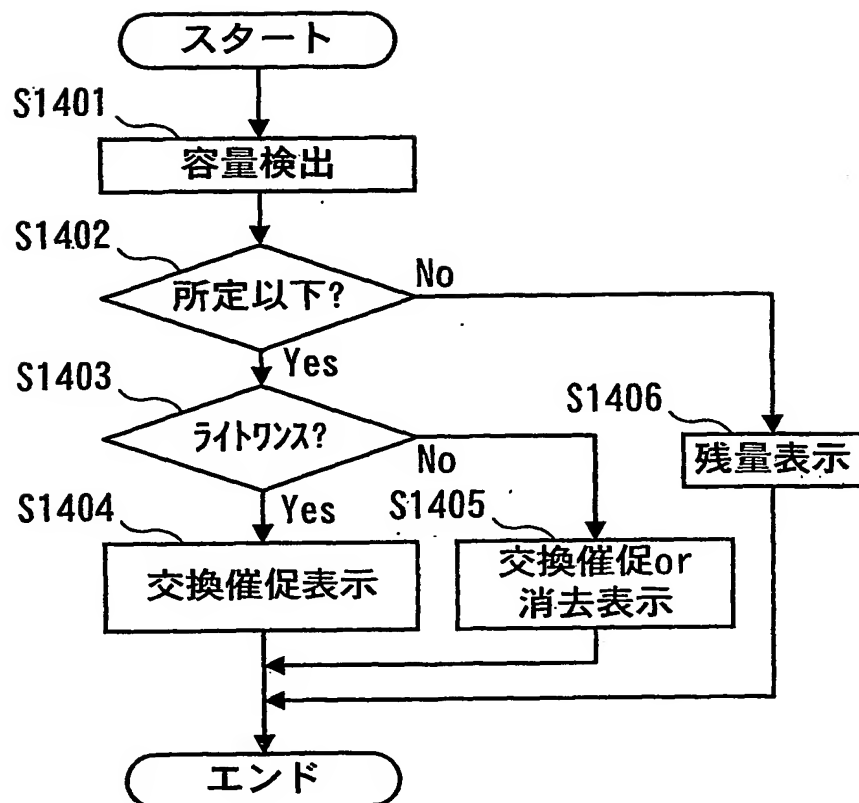 スタート
S1401
容量検出
S1402
所定以下?
No
Yes
S1403
ライトワンス?
No
S1406
残量表示
S1404
Yes
S1405
交換催促表示
交換催促or
消去表示
エンド